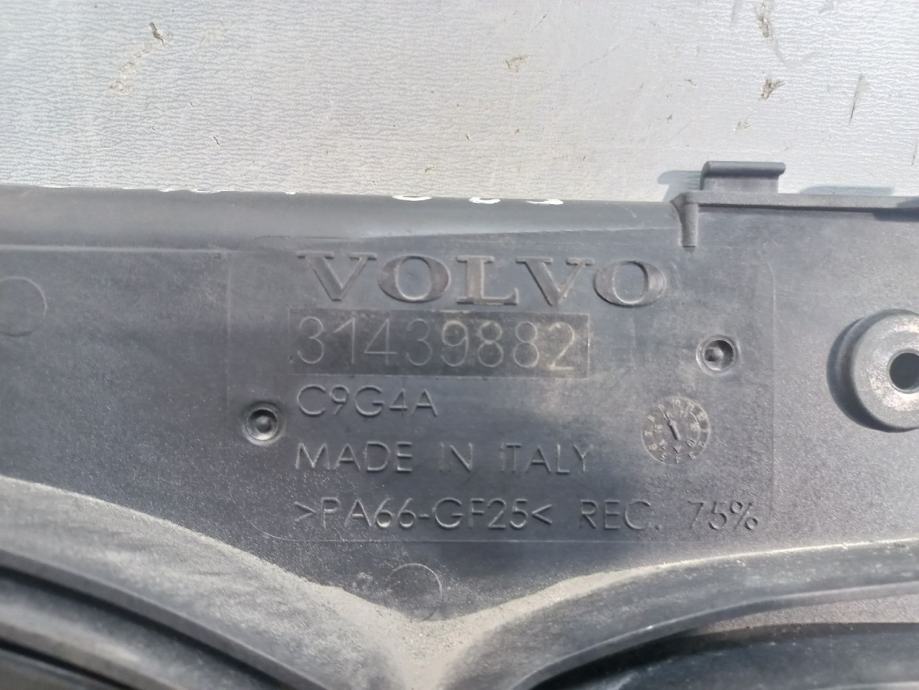 VOLVO
31439882
C9G4A
MADE IN ITALY
>PA66-GF25< REC. 75%